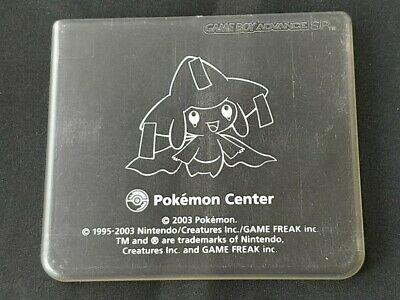 GAME BOY ADVANCE SP™
Pokémon Center
© 2003 Pokémon.
© 1995-2003 Nintendo/Creatures Inc./GAME FREAK inc.
TM and ® are trademarks of Nintendo,
Creatures Inc. and GAME FREAK inc.